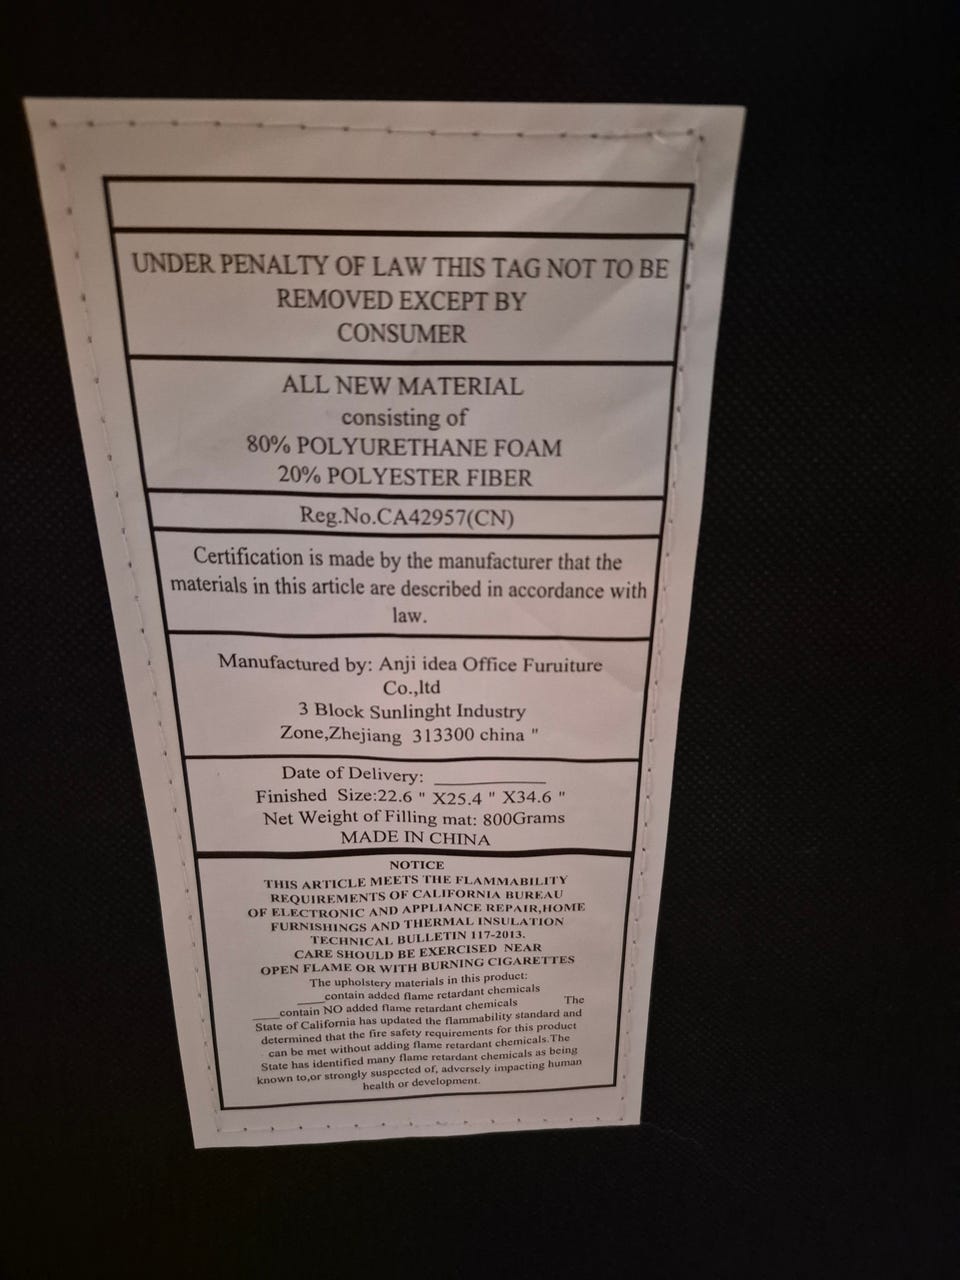 UNDER PENALTY OF LAW THIS TAG NOT TO BE
REMOVED EXCEPT BY
CONSUMER
ALL NEW MATERIAL
consisting of
80% POLYURETHANE FOAM
20% POLYESTER FIBER
Reg.No.CA42957(CN)
Certification is made by the manufacturer that the
materials in this article are described in accordance with
law.
Manufactured by: Anji idea Office Furuiture
Co.,ltd
3 Block Sunlinght Industry
Zone,Zhejiang 313300 china "
Date of Delivery: __________
Finished Size:22.6 " X25.4 " X34.6 "
Net Weight of Filling mat: 800Grams
MADE IN CHINA
NOTICE
THIS ARTICLE MEETS THE FLAMMABILITY
REQUIREMENTS OF CALIFORNIA BUREAU
OF ELECTRONIC AND APPLIANCE REPAIR,HOME
FURNISHINGS AND THERMAL INSULATION
TECHNICAL BULLETIN 117-2013.
CARE SHOULD BE EXERCISED NEAR
OPEN FLAME OR WITH BURNING CIGARETTES
The upholstery materials in this product:
____contain added flame retardant chemicals
____contain NO added flame retardant chemicals The
State of California has updated the flammability standard and
determined that the fire safety requirements for this product
can be met without adding flame retardant chemicals.The
State has identified many flame retardant chemicals as being
known to,or strongly suspected of, adversely impacting human
health or development.